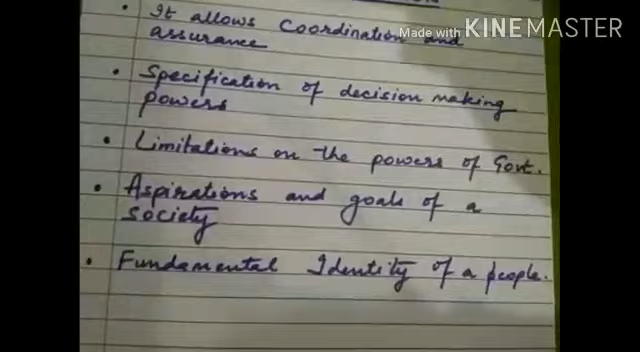 Made with KINEMASTER
• It allows Coordination and
assurance
• Specification of decision making
powers
• Limitations on the powers of Govt.
• Aspirations and goals of a
society
• Fundamental Identity of a people.